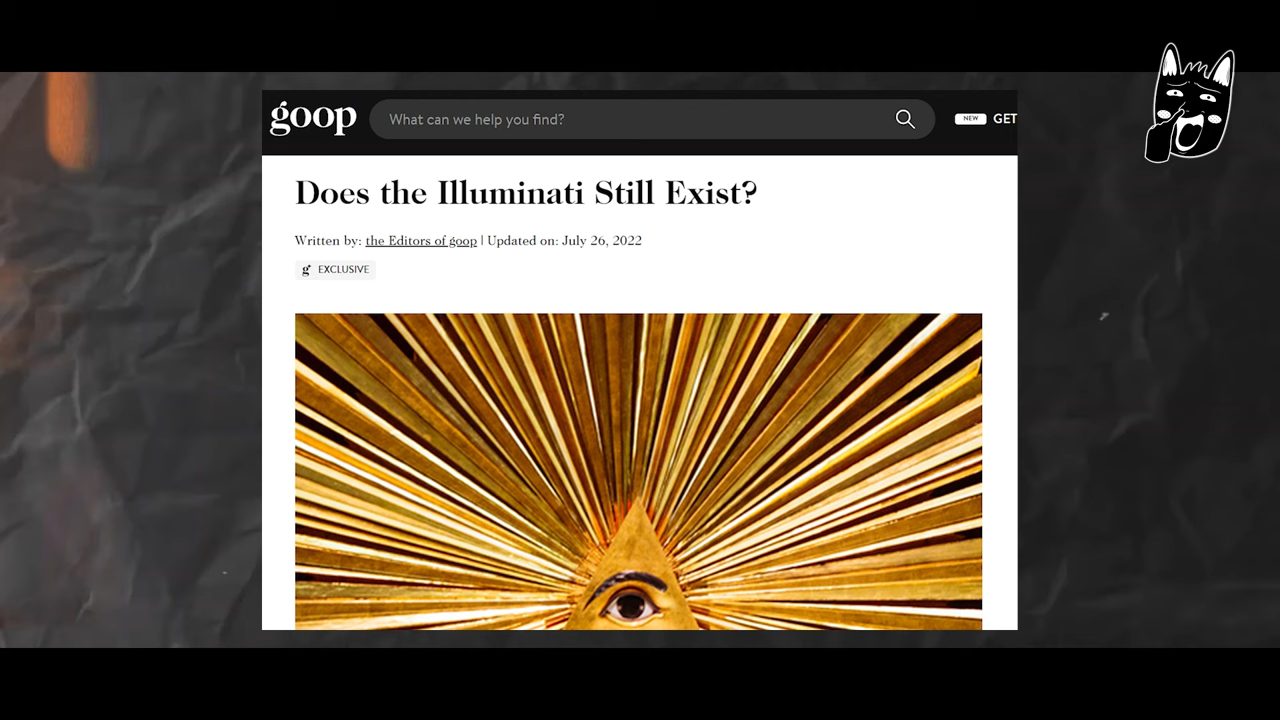 goop
What can we help you find?
NEW GET
Does the Illuminati Still Exist?
Written by: the Editors of goop | Updated on: July 26, 2022
g EXCLUSIVE